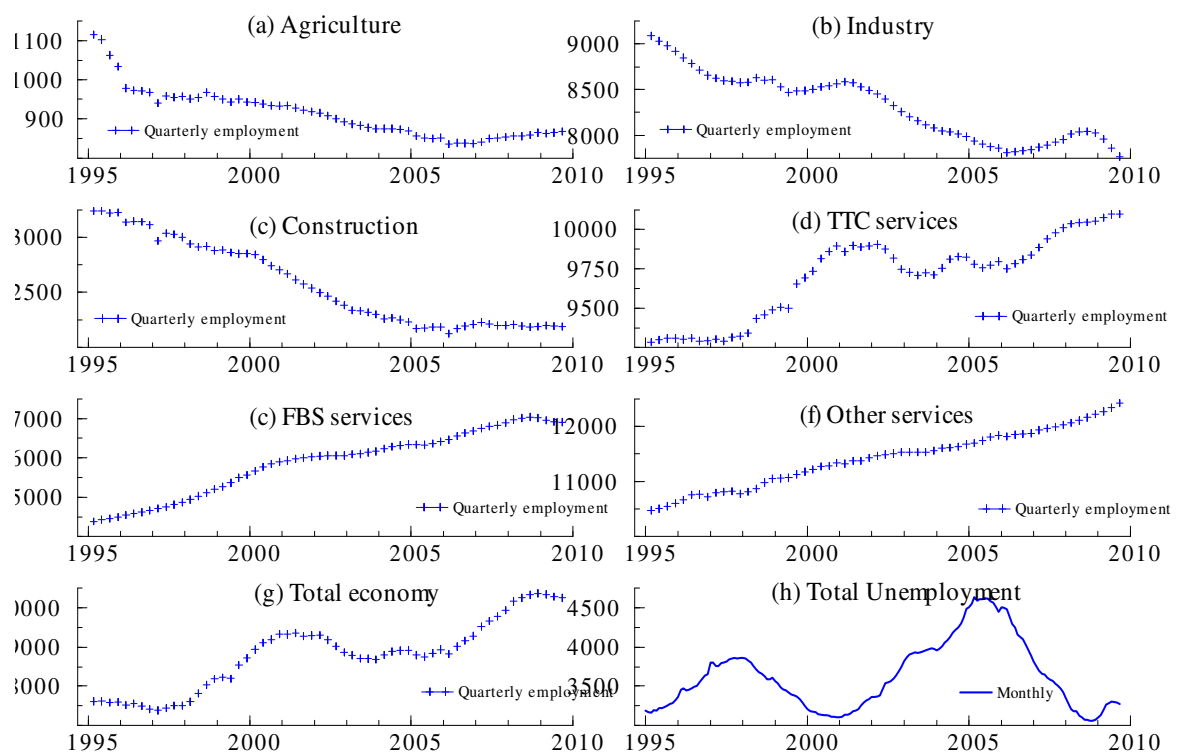 (a) Agriculture
1100
1000
900
Quarterly employment
1995 2000 2005 2010
(b) Industry
9000
8500
8000
Quarterly employment
1995 2000 2005 2010
(c) Construction
3000
2500
Quarterly employment
1995 2000 2005 2010
(d) TTC services
10000
9750
9500
Quarterly employment
1995 2000 2005 2010
(c) FBS services
7000
6000
5000
Quarterly employment
1995 2000 2005 2010
(f) Other services
12000
11000
Quarterly employment
1995 2000 2005 2010
(g) Total economy
0000
9000
8000
Quarterly employment
1995 2000 2005 2010
(h) Total Unemployment
4500
4000
3500
Monthly
1995 2000 2005 2010